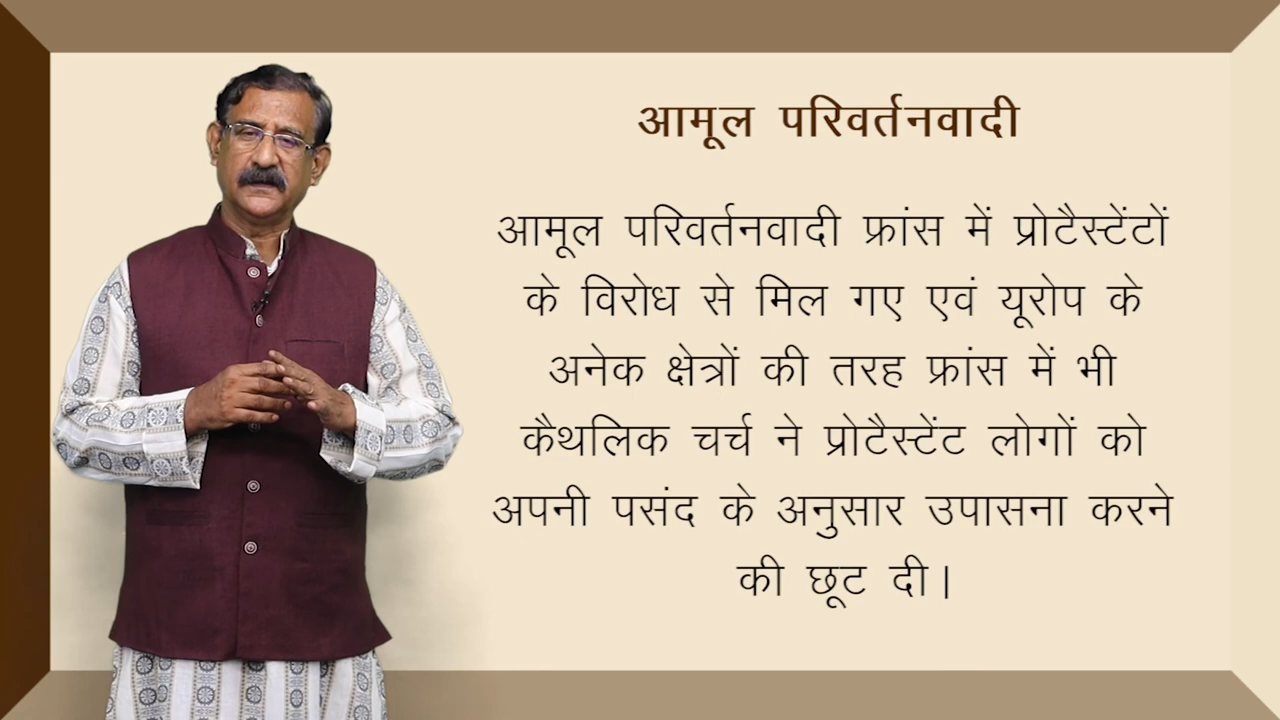 आमूल परिवर्तनवादी
आमूल परिवर्तनवादी फ्रांस में प्रोटैस्टेंटों
के विरोध से मिल गए एवं यूरोप के
अनेक क्षेत्रों की तरह फ्रांस में भी
कैथलिक चर्च ने प्रोटैस्टेंट लोगों को
अपनी पसंद के अनुसार उपासना करने
की छूट दी।